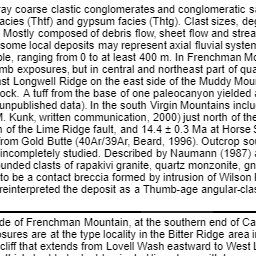 ray coarse clastic conglomerates and conglomeratic sa
acies (Thtf) and gypsum facies (Thtg). Clast sizes, deg
Mostly composed of debris flow, sheet flow and strea
some local deposits may represent axial fluvial system
ble, ranging from 0 to at least 400 m. In Frenchman Mo
mb exposures, but in central and northeast part of qua
ast Longwell Ridge on the east side of the Muddy Mou
ock. A tuff from the base of one paleocanyon yielded a
unpublished data). In the south Virgin Mountains includ
M. Kunk, written communication, 2000) just north of the
n of the Lime Ridge fault, and 14.4 ± 0.3 Ma at Horse S
from Gold Butte (40Ar/39Ar, Beard, 1996). Outcrop
incompletely studied. Described by Naumann (1987) a
ounded clasts of rapakivi granite, quartz monzonite, gn
to be a contact breccia formed by intrusion of Wilson R
reinterpreted the deposit as a Thumb-age angular-clas
de of Frenchman Mountain, at the southern end of Ca
osures are at the type locality in the Bitter Ridge area in
cliff that extends from Lovell Wash eastward to West L